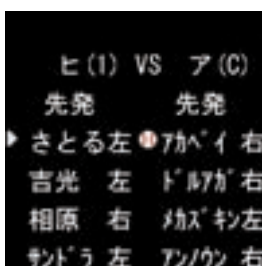 ヒ(1) VS ア(C)
先発 先発
さとる左 アカベイ 右
吉光 左 ドルアガ 右
相原 右 メカズキン左
サンドラ 左 アンノウン 右